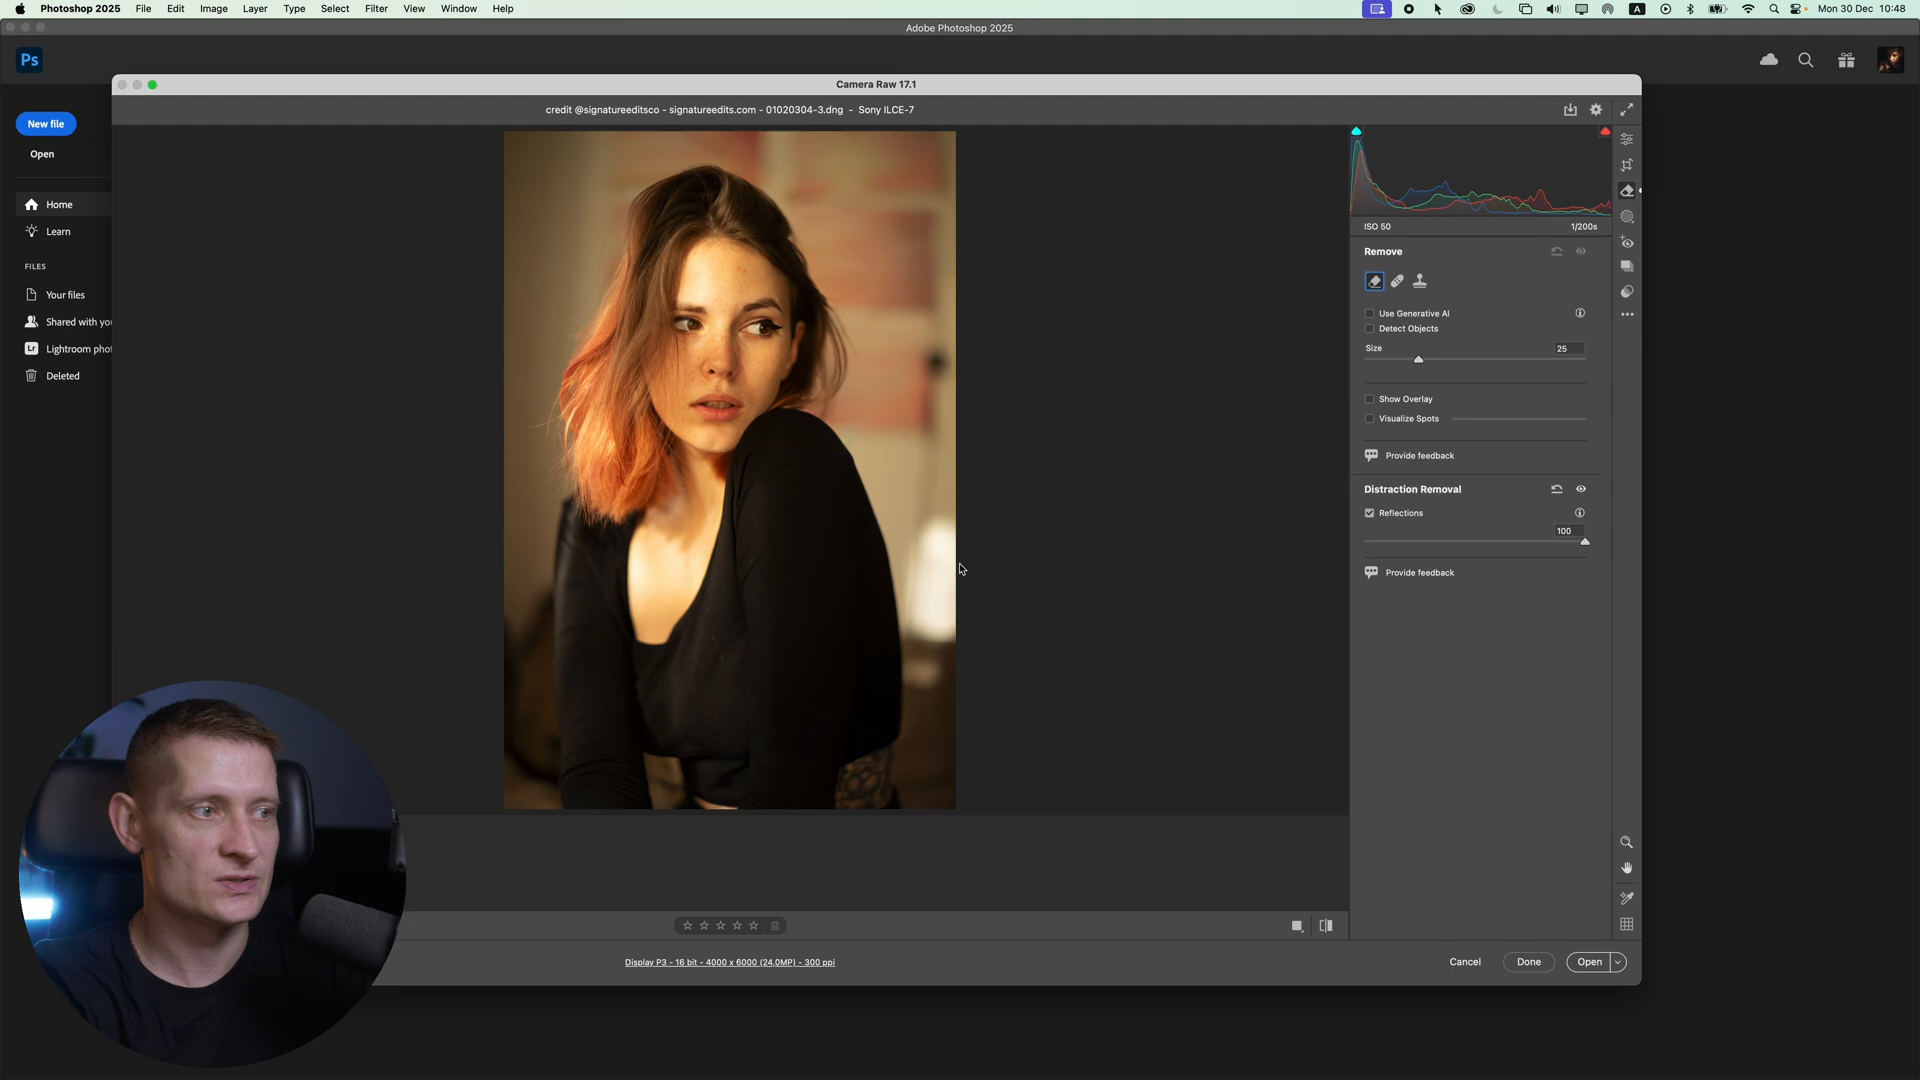 Photoshop 2025 File Edit Image Layer Type Select Filter View Window Help A Mon 30 Dec 10:48
Adobe Photoshop 2025
Ps
Camera Raw 17.1
credit @signatureeditsco - signatureedits.com - 01020304-3.dng - Sony ILCE-7
New file
Open
Home
Learn
FILES
Your files
Shared with you
Lr Lightroom phot
Deleted
ISO 50 1/200s
Remove
Use Generative AI
Detect Objects
Size 25
Show Overlay
Visualize Spots
Provide feedback
Distraction Removal
Reflections
100
Provide feedback
Display P3 - 16 bit - 4000 x 6000 (24.0MP) - 300 ppi
Cancel Done Open